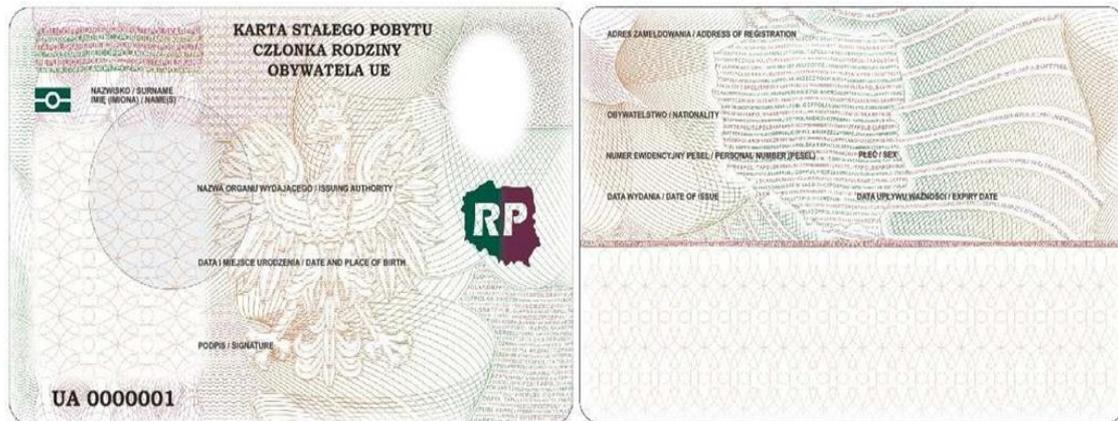 KARTA STAŁEGO POBYTU
CZŁONKA RODZINY
OBYWATELA UE
NAZWISKO / SURNAME
IMIĘ (IMIONA) / NAME(S)
NAZWA ORGANU WYDAJĄCEGO / ISSUING AUTHORITY
RP
DATA I MIEJSCE URODZENIA / DATE AND PLACE OF BIRTH
PODPIS / SIGNATURE
UA 0000001
ADRES ZAMELDOWANIA / ADDRESS OF REGISTRATION
OBYWATELSTWO / NATIONALITY
NUMER EWIDENCYJNY PESEL / PERSONAL NUMBER (PESEL) PŁEĆ / SEX
DATA WYDANIA / DATE OF ISSUE DATA UPŁYWU WAŻNOŚCI / EXPIRY DATE